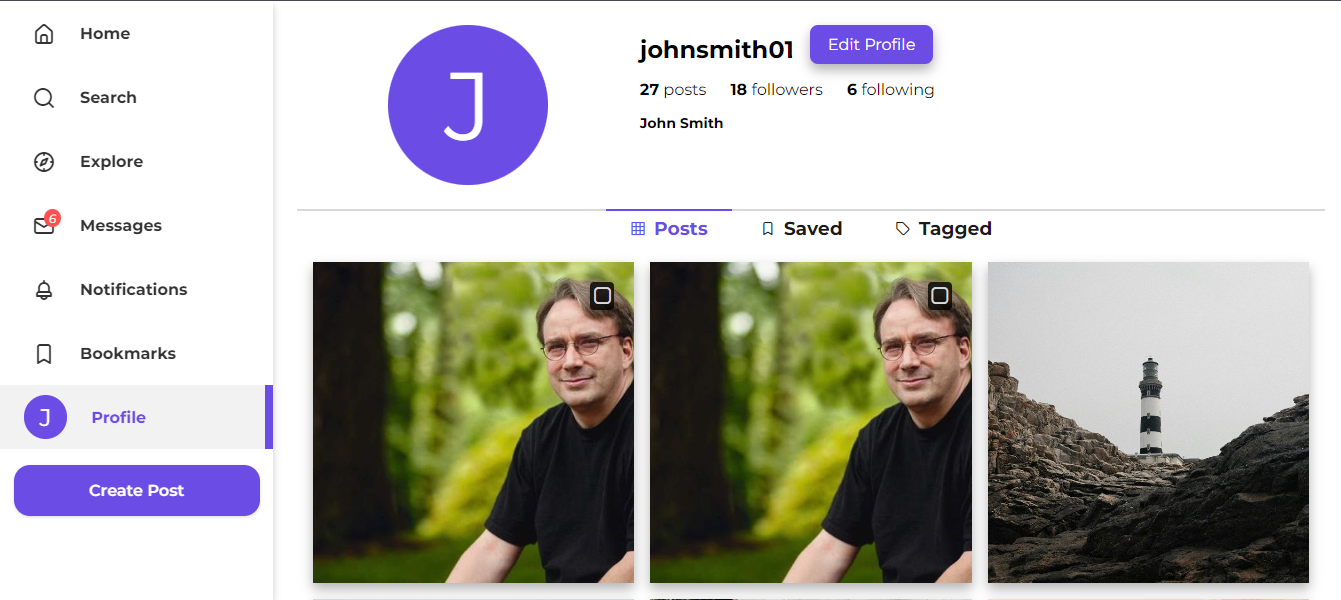 Home
Search
Explore
6
Messages
Notifications
Bookmarks
J
Profile
Create Post
J
johnsmith01
Edit Profile
27 posts 18 followers 6 following
John Smith
Posts Saved Tagged